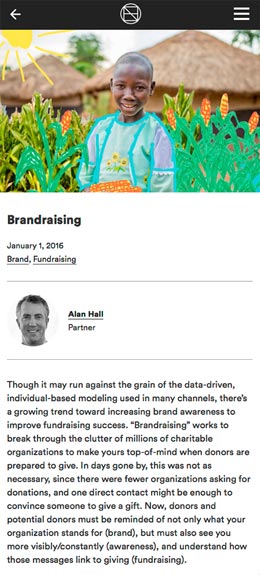 Brandraising
January 1, 2016
Brand, Fundraising
Alan Hall
Partner
Though it may run against the grain of the data-driven,
individual-based modeling used in many channels, there's
a growing trend toward increasing brand awareness to
improve fundraising success. “Brandraising” works to
break through the clutter of millions of charitable
organizations to make yours top-of-mind when donors are
prepared to give. In days gone by, this was not as
necessary, since there were fewer organizations asking for
donations, and one direct contact might be enough to
convince someone to give a gift. Now, donors and
potential donors must be reminded of not only what your
organization stands for (brand), but must also see you
more visibly/constantly (awareness), and understand how
those messages link to giving (fundraising).